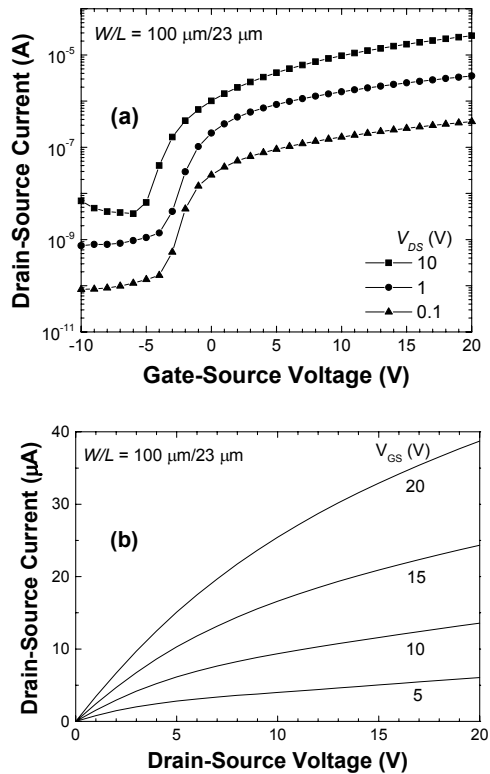 W/L = 100 μm/23 μm
(a)
Drain-Source Current (A)
10⁻⁵
10⁻⁷
10⁻⁹
10⁻¹¹
V_DS (V)
10
1
0.1
-10 -5 0 5 10 15 20
Gate-Source Voltage (V)
W/L = 100 μm/23 μm
(b)
Drain-Source Current (μA)
40
30
20
10
0
V_GS (V)
20
15
10
5
0 5 10 15 20
Drain-Source Voltage (V)